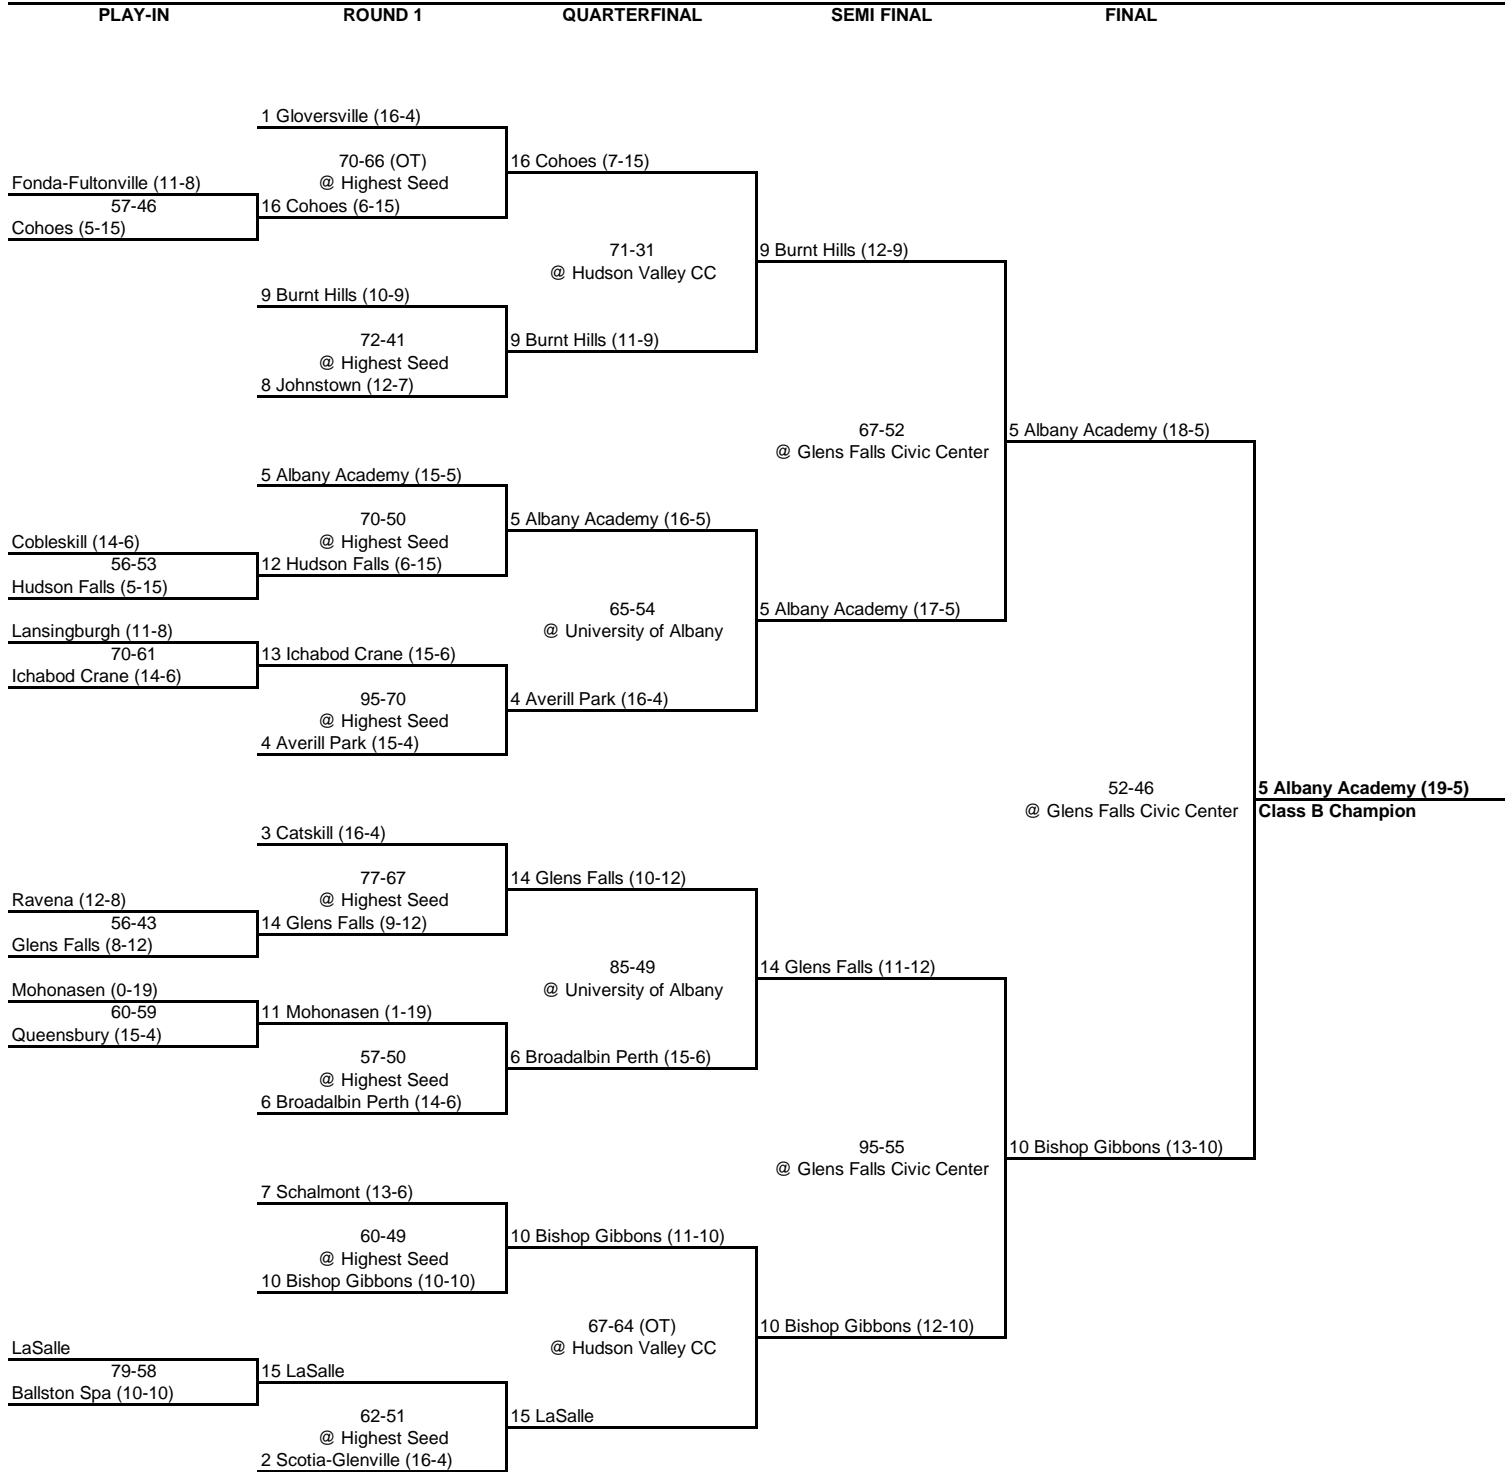 PLAY-IN ROUND 1 QUARTERFINAL SEMI FINAL FINAL
1 Gloversville (16-4)
70-66 (OT) 16 Cohoes (7-15)
Fonda-Fultonville (11-8) @ Highest Seed
57-46 16 Cohoes (6-15)
Cohoes (5-15)
71-31 9 Burnt Hills (12-9)
@ Hudson Valley CC
9 Burnt Hills (10-9)
72-41 9 Burnt Hills (11-9)
@ Highest Seed
8 Johnstown (12-7)
67-52 5 Albany Academy (18-5)
@ Glens Falls Civic Center
5 Albany Academy (15-5)
70-50 5 Albany Academy (16-5)
Cobleskill (14-6) @ Highest Seed
56-53 12 Hudson Falls (6-15)
Hudson Falls (5-15)
65-54 5 Albany Academy (17-5)
Lansingburgh (11-8) @ University of Albany
70-61 13 Ichabod Crane (15-6)
Ichabod Crane (14-6)
95-70 4 Averill Park (16-4)
@ Highest Seed
4 Averill Park (15-4)
52-46 5 Albany Academy (19-5)
@ Glens Falls Civic Center Class B Champion
3 Catskill (16-4)
77-67 14 Glens Falls (10-12)
Ravena (12-8) @ Highest Seed
56-43 14 Glens Falls (9-12)
Glens Falls (8-12)
85-49 14 Glens Falls (11-12)
Mohonasen (0-19) @ University of Albany
60-59 11 Mohonasen (1-19)
Queensbury (15-4)
57-50 6 Broadalbin Perth (15-6)
@ Highest Seed
6 Broadalbin Perth (14-6)
95-55 10 Bishop Gibbons (13-10)
@ Glens Falls Civic Center
7 Schalmont (13-6)
60-49 10 Bishop Gibbons (11-10)
@ Highest Seed
10 Bishop Gibbons (10-10)
67-64 (OT) 10 Bishop Gibbons (12-10)
LaSalle @ Hudson Valley CC
79-58 15 LaSalle
Ballston Spa (10-10)
62-51 15 LaSalle
@ Highest Seed
2 Scotia-Glenville (16-4)